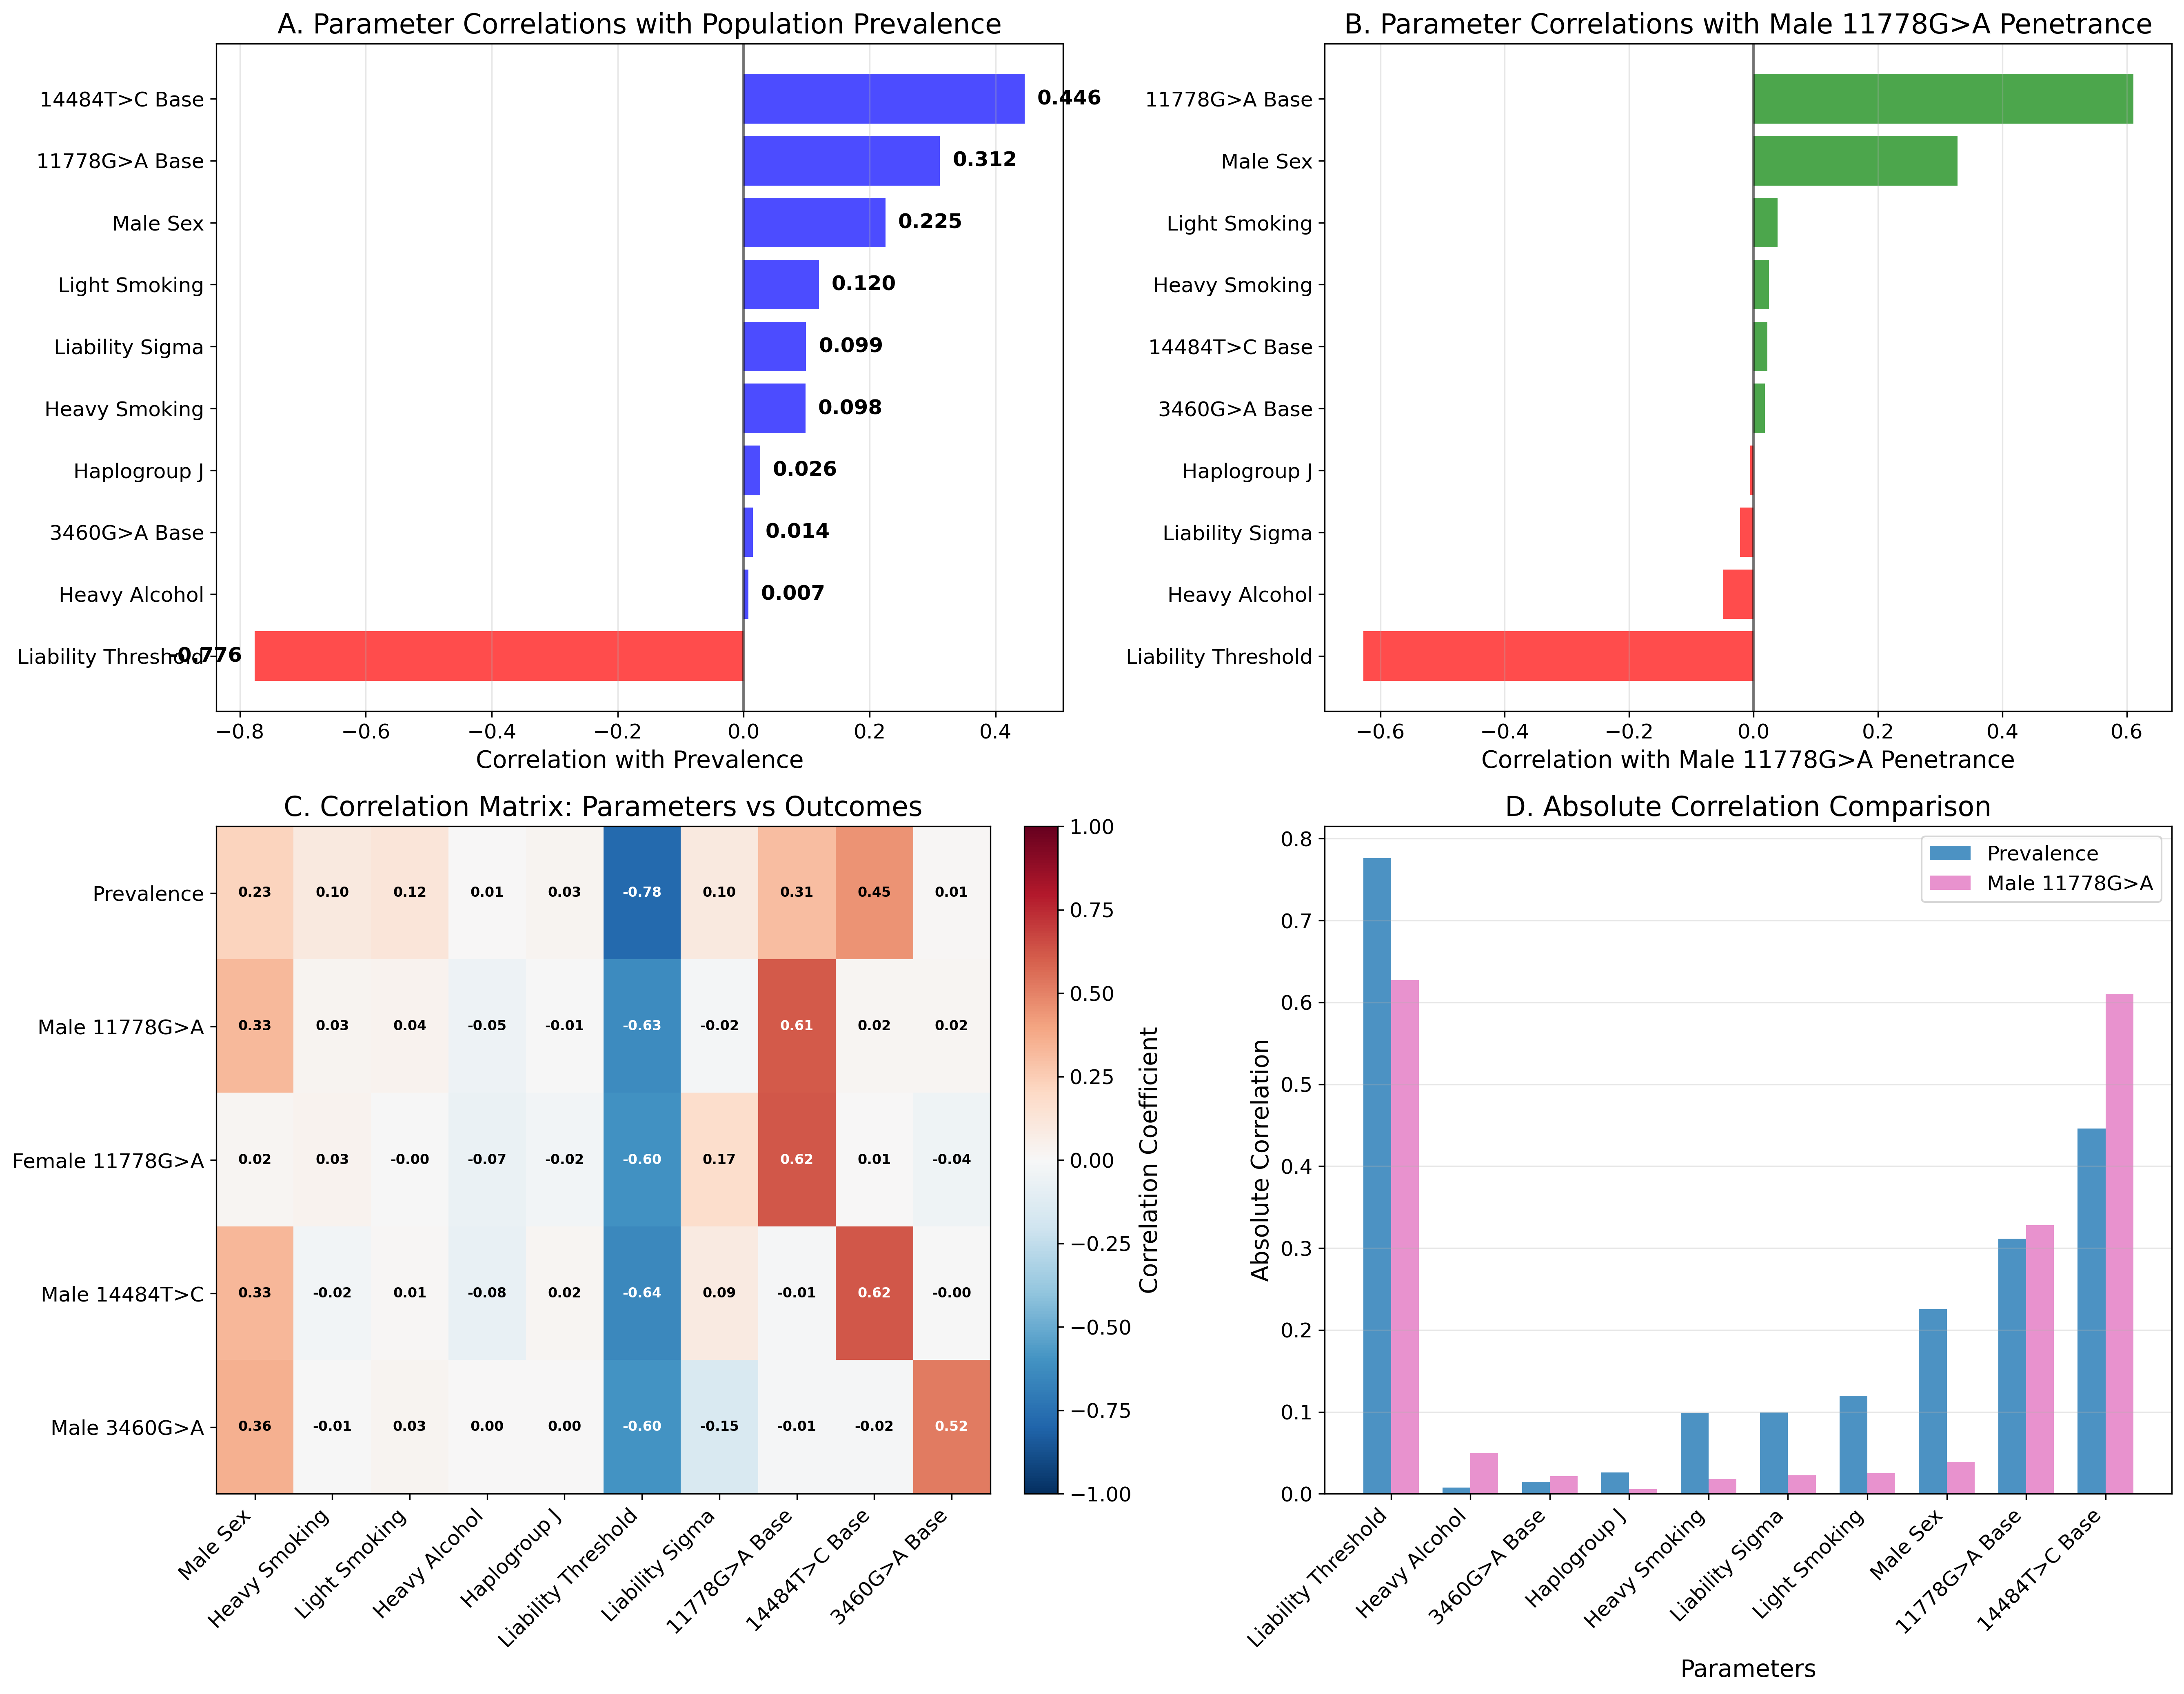 A. Parameter Correlations with Population Prevalence
14484T>C Base
0.446
11778G>A Base
0.312
Male Sex
0.225
Light Smoking
0.120
Liability Sigma
0.099
Heavy Smoking
0.098
Haplogroup J
0.026
3460G>A Base
0.014
Heavy Alcohol
0.007
Liability Threshold
-0.776
−0.8 −0.6 −0.4 −0.2 0.0 0.2 0.4
Correlation with Prevalence
B. Parameter Correlations with Male 11778G>A Penetrance
11778G>A Base
Male Sex
Light Smoking
Heavy Smoking
14484T>C Base
3460G>A Base
Haplogroup J
Liability Sigma
Heavy Alcohol
Liability Threshold
−0.6 −0.4 −0.2 0.0 0.2 0.4 0.6
Correlation with Male 11778G>A Penetrance
C. Correlation Matrix: Parameters vs Outcomes
Prevalence 0.23 0.10 0.12 0.01 0.03 -0.78 0.10 0.31 0.45 0.01
Male 11778G>A 0.33 0.03 0.04 -0.05 -0.01 -0.63 -0.02 0.61 0.02 0.02
Female 11778G>A 0.02 0.03 -0.00 -0.07 -0.02 -0.60 0.17 0.62 0.01 -0.04
Male 14484T>C 0.33 -0.02 0.01 -0.08 0.02 -0.64 0.09 -0.01 0.62 -0.00
Male 3460G>A 0.36 -0.01 0.03 0.00 0.00 -0.60 -0.15 -0.01 -0.02 0.52
Male Sex
Heavy Smoking
Light Smoking
Heavy Alcohol
Haplogroup J
Liability Threshold
Liability Sigma
11778G>A Base
14484T>C Base
3460G>A Base
1.00
0.75
0.50
0.25
0.00
−0.25
−0.50
−0.75
−1.00
Correlation Coefficient
D. Absolute Correlation Comparison
Prevalence
Male 11778G>A
0.8
0.7
0.6
0.5
0.4
0.3
0.2
0.1
0.0
Absolute Correlation
Liability Threshold
Heavy Alcohol
3460G>A Base
Haplogroup J
Heavy Smoking
Liability Sigma
Light Smoking
Male Sex
11778G>A Base
14484T>C Base
Parameters